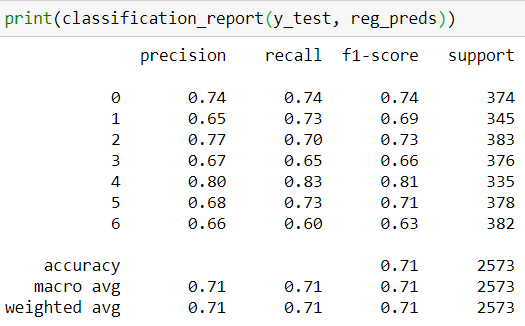 print(classification_report(y_test, reg_preds))
precision recall f1-score support
0 0.74 0.74 0.74 374
1 0.65 0.73 0.69 345
2 0.77 0.70 0.73 383
3 0.67 0.65 0.66 376
4 0.80 0.83 0.81 335
5 0.68 0.73 0.71 378
6 0.66 0.60 0.63 382
accuracy 0.71 2573
macro avg 0.71 0.71 0.71 2573
weighted avg 0.71 0.71 0.71 2573